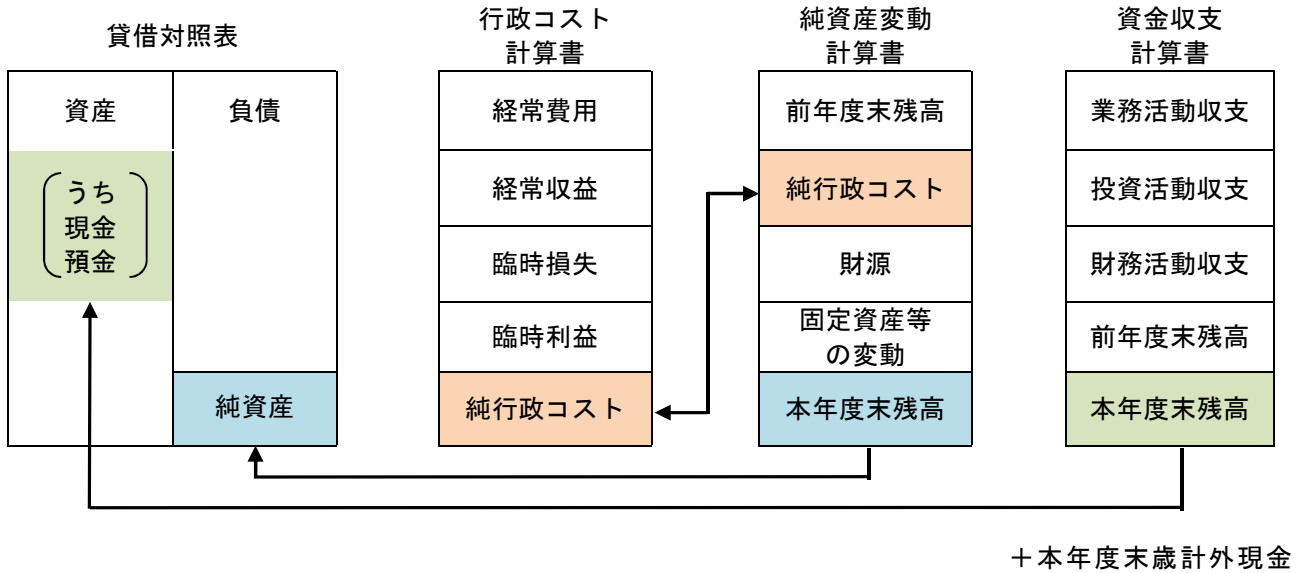 貸借対照表
資産
負債
うち
現金
預金
純資産
行政コスト
計算書
経常費用
経常収益
臨時損失
臨時利益
純行政コスト
純資産変動
計算書
前年度末残高
純行政コスト
財源
固定資産等
の変動
本年度末残高
資金収支
計算書
業務活動収支
投資活動収支
財務活動収支
前年度末残高
本年度末残高
＋本年度末歳計外現金